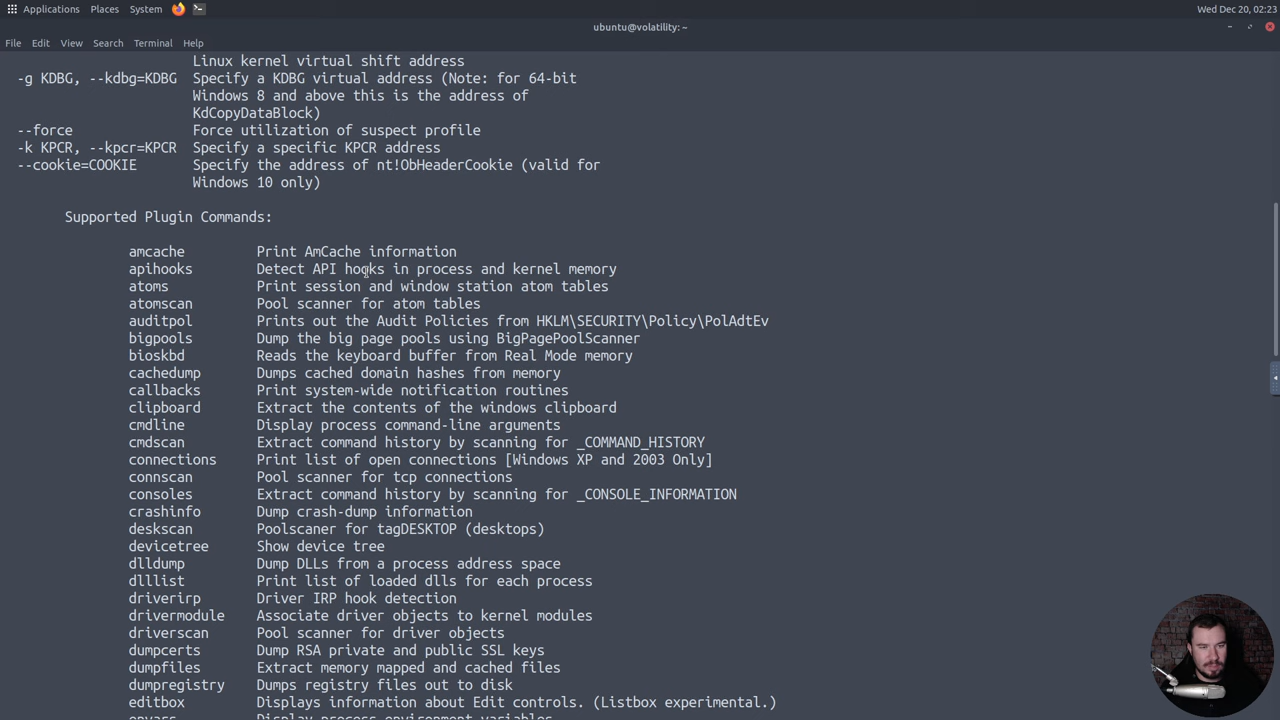 Applications Places System Wed Dec 20, 02:23
ubuntu@volatility: ~
File Edit View Search Terminal Help
Linux kernel virtual shift address
-g KDBG, --kdbg=KDBG Specify a KDBG virtual address (Note: for 64-bit
Windows 8 and above this is the address of
KdCopyDataBlock)
--force Force utilization of suspect profile
-k KPCR, --kpcr=KPCR Specify a specific KPCR address
--cookie=COOKIE Specify the address of nt!ObHeaderCookie (valid for
Windows 10 only)
Supported Plugin Commands:
amcache Print AmCache information
apihooks Detect API hooks in process and kernel memory
atoms Print session and window station atom tables
atomscan Pool scanner for atom tables
auditpol Prints out the Audit Policies from HKLM\SECURITY\Policy\PolAdtEv
bigpools Dump the big page pools using BigPagePoolScanner
bioskbd Reads the keyboard buffer from Real Mode memory
cachedump Dumps cached domain hashes from memory
callbacks Print system-wide notification routines
clipboard Extract the contents of the windows clipboard
cmdline Display process command-line arguments
cmdscan Extract command history by scanning for _COMMAND_HISTORY
connections Print list of open connections [Windows XP and 2003 Only]
connscan Pool scanner for tcp connections
consoles Extract command history by scanning for _CONSOLE_INFORMATION
crashinfo Dump crash-dump information
deskscan Poolscaner for tagDESKTOP (desktops)
devicetree Show device tree
dlldump Dump DLLs from a process address space
dlllist Print list of loaded dlls for each process
driverirp Driver IRP hook detection
drivermodule Associate driver objects to kernel modules
driverscan Pool scanner for driver objects
dumpcerts Dump RSA private and public SSL keys
dumpfiles Extract memory mapped and cached files
dumpregistry Dumps registry files out to disk
editbox Displays information about Edit controls. (Listbox experimental.)
envars Display process environment variables